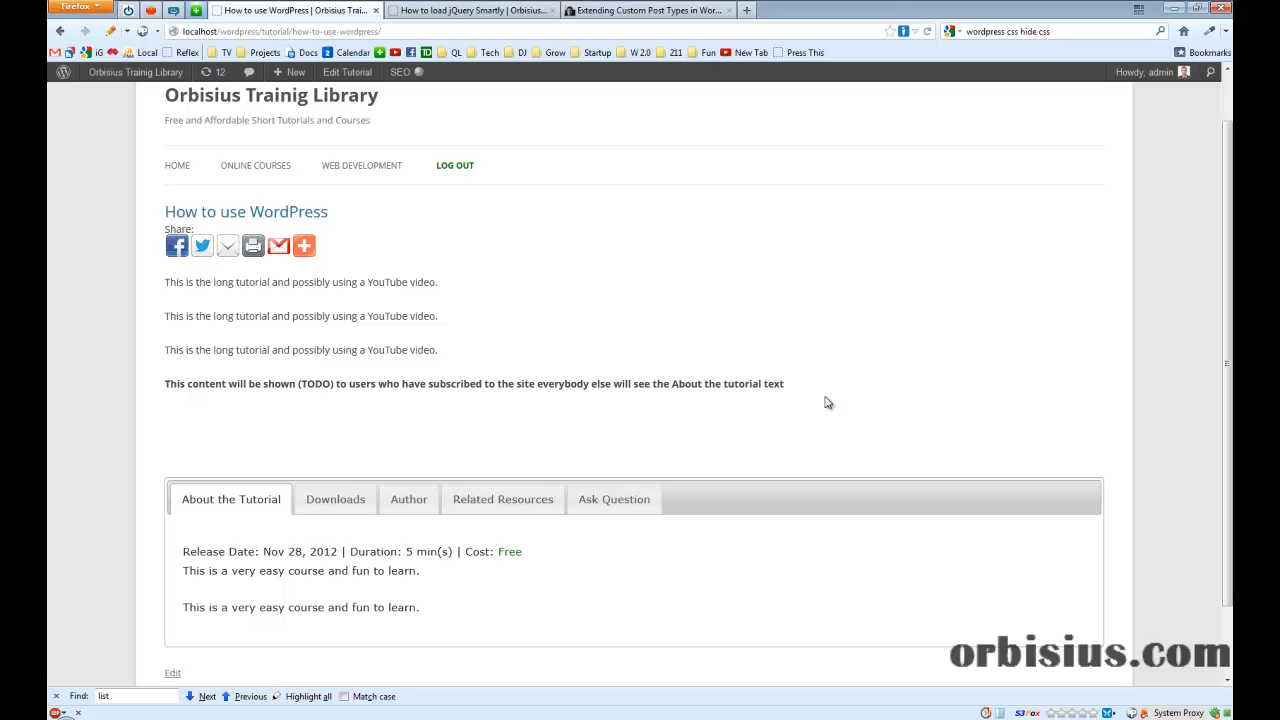 Firefox
How to use WordPress | Orbisius Trai... × How to load jQuery Smartly | Orbisius... × Extending Custom Post Types in Wor... ×
localhost/wordpress/tutorial/how-to-use-wordpress/ wordpress css hide css
iG Local Reflex TV Projects Docs 2 Calendar QL Tech DJ Grow Startup W 2.0 211 Fun New Tab Press This Bookmarks
Orbisius Trainig Library 12 New Edit Tutorial SEO Howdy, admin
Orbisius Trainig Library
Free and Affordable Short Tutorials and Courses
HOME ONLINE COURSES WEB DEVELOPMENT LOG OUT
How to use WordPress
Share:
This is the long tutorial and possibly using a YouTube video.
This is the long tutorial and possibly using a YouTube video.
This is the long tutorial and possibly using a YouTube video.
This content will be shown (TODO) to users who have subscribed to the site everybody else will see the About the tutorial text
About the Tutorial Downloads Author Related Resources Ask Question
Release Date: Nov 28, 2012 | Duration: 5 min(s) | Cost: Free
This is a very easy course and fun to learn.
This is a very easy course and fun to learn.
orbisius.com
Edit
× Find: list Next Previous Highlight all Match case
× S3Fox System Proxy